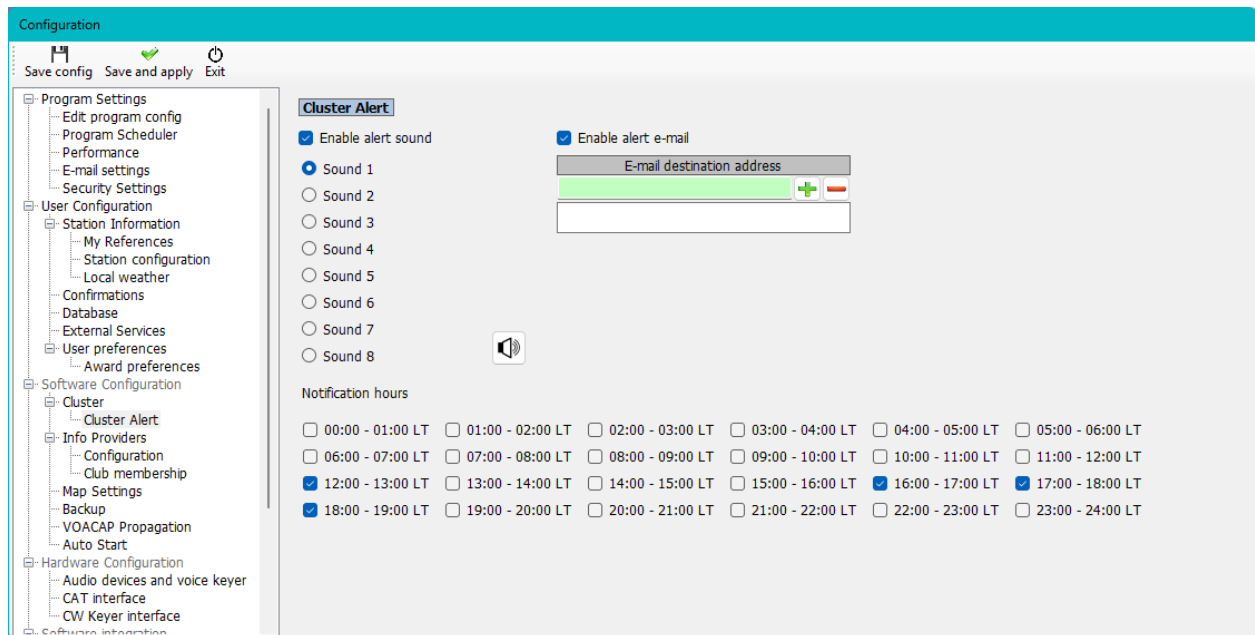 Configuration
Save config Save and apply Exit
Program Settings
Edit program config
Program Scheduler
Performance
E-mail settings
Security Settings
User Configuration
Station Information
My References
Station configuration
Local weather
Confirmations
Database
External Services
User preferences
Award preferences
Software Configuration
Cluster
Cluster Alert
Info Providers
Configuration
Club membership
Map Settings
Backup
VOACAP Propagation
Auto Start
Hardware Configuration
Audio devices and voice keyer
CAT interface
CW Keyer interface
Software integration
Cluster Alert
Enable alert sound
Sound 1
Sound 2
Sound 3
Sound 4
Sound 5
Sound 6
Sound 7
Sound 8
Enable alert e-mail
E-mail destination address
Notification hours
00:00 - 01:00 LT 01:00 - 02:00 LT 02:00 - 03:00 LT 03:00 - 04:00 LT 04:00 - 05:00 LT 05:00 - 06:00 LT
06:00 - 07:00 LT 07:00 - 08:00 LT 08:00 - 09:00 LT 09:00 - 10:00 LT 10:00 - 11:00 LT 11:00 - 12:00 LT
12:00 - 13:00 LT 13:00 - 14:00 LT 14:00 - 15:00 LT 15:00 - 16:00 LT 16:00 - 17:00 LT 17:00 - 18:00 LT
18:00 - 19:00 LT 19:00 - 20:00 LT 20:00 - 21:00 LT 21:00 - 22:00 LT 22:00 - 23:00 LT 23:00 - 24:00 LT